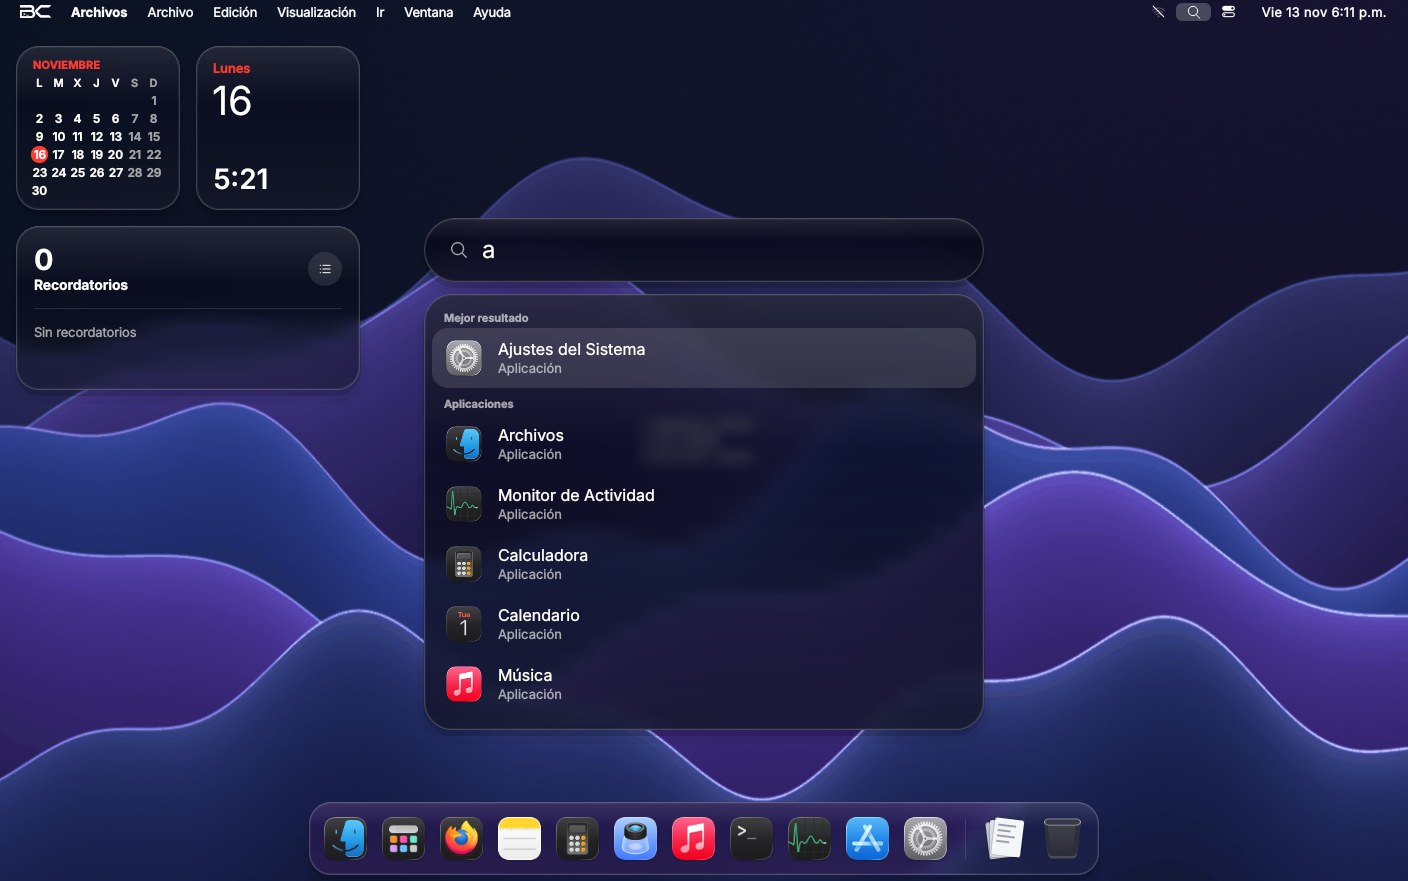 BC Archivos Archivo Edición Visualización Ir Ventana Ayuda
Vie 13 nov 6:11 p.m.
NOVIEMBRE
L M X J V S D
1
2 3 4 5 6 7 8
9 10 11 12 13 14 15
16 17 18 19 20 21 22
23 24 25 26 27 28 29
30
Lunes
16
5:21
0
Recordatorios
Sin recordatorios
a
Mejor resultado
Ajustes del Sistema
Aplicación
Aplicaciones
Archivos
Aplicación
Monitor de Actividad
Aplicación
Calculadora
Aplicación
Tue
1
Calendario
Aplicación
Música
Aplicación
>_